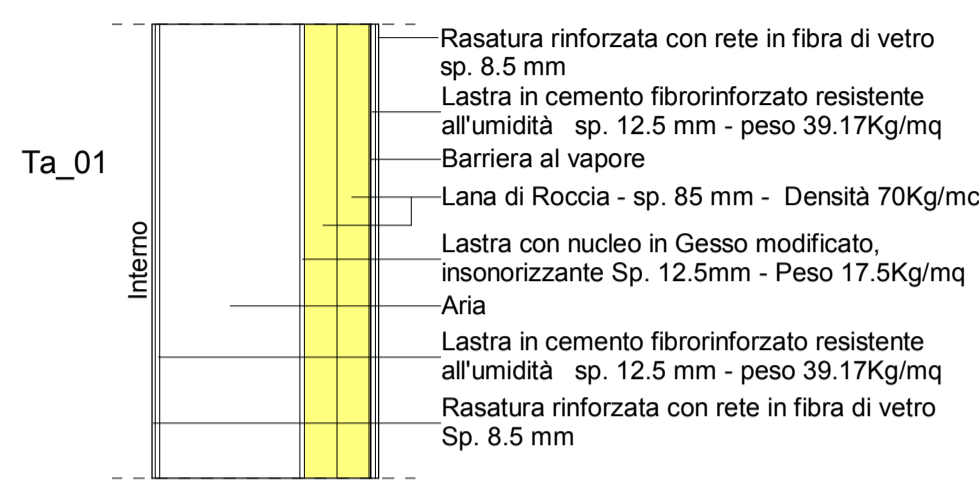 Ta_01
Interno
Rasatura rinforzata con rete in fibra di vetro
sp. 8.5 mm
Lastra in cemento fibrorinforzato resistente
all'umidità sp. 12.5 mm - peso 39.17Kg/mq
Barriera al vapore
Lana di Roccia - sp. 85 mm - Densità 70Kg/mc
Lastra con nucleo in Gesso modificato,
insonorizzante Sp. 12.5mm - Peso 17.5Kg/mq
Aria
Lastra in cemento fibrorinforzato resistente
all'umidità sp. 12.5 mm - peso 39.17Kg/mq
Rasatura rinforzata con rete in fibra di vetro
Sp. 8.5 mm